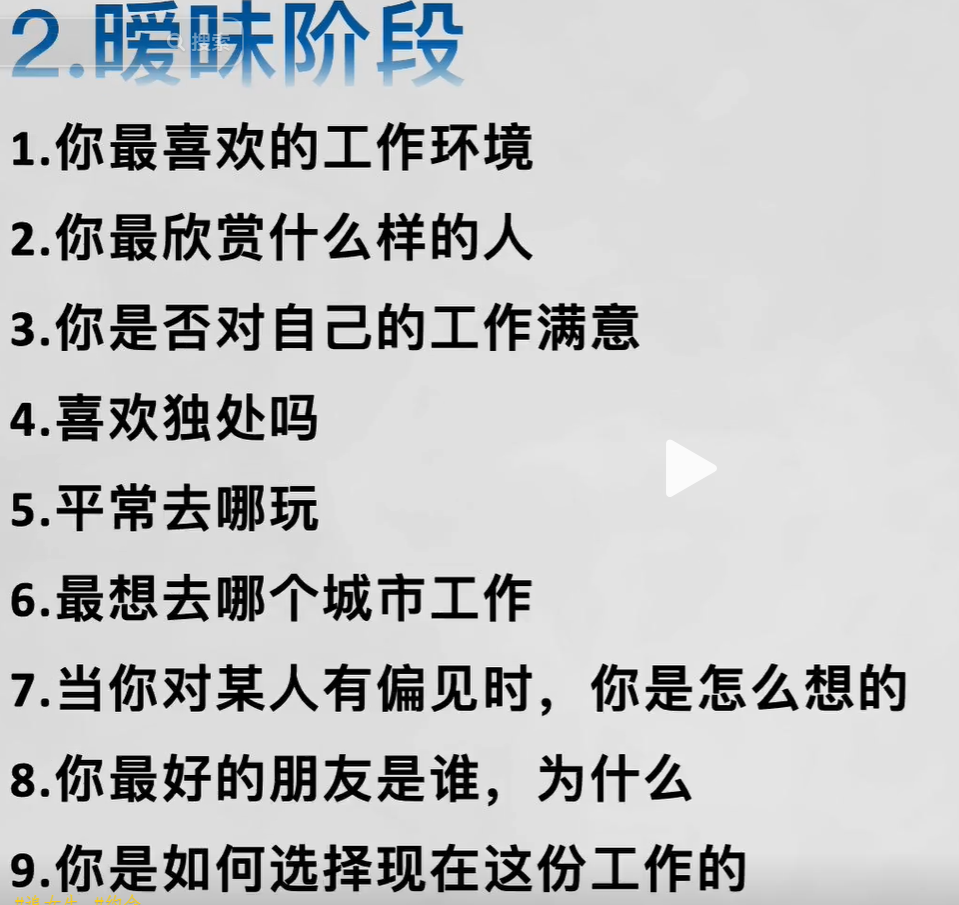 2.暧昧阶段
搜索
1.你最喜欢的工作环境
2.你最欣赏什么样的人
3.你是否对自己的工作满意
4.喜欢独处吗
5.平常去哪玩
6.最想去哪个城市工作
7.当你对某人有偏见时，你是怎么想的
8.你最好的朋友是谁，为什么
9.你是如何选择现在这份工作的